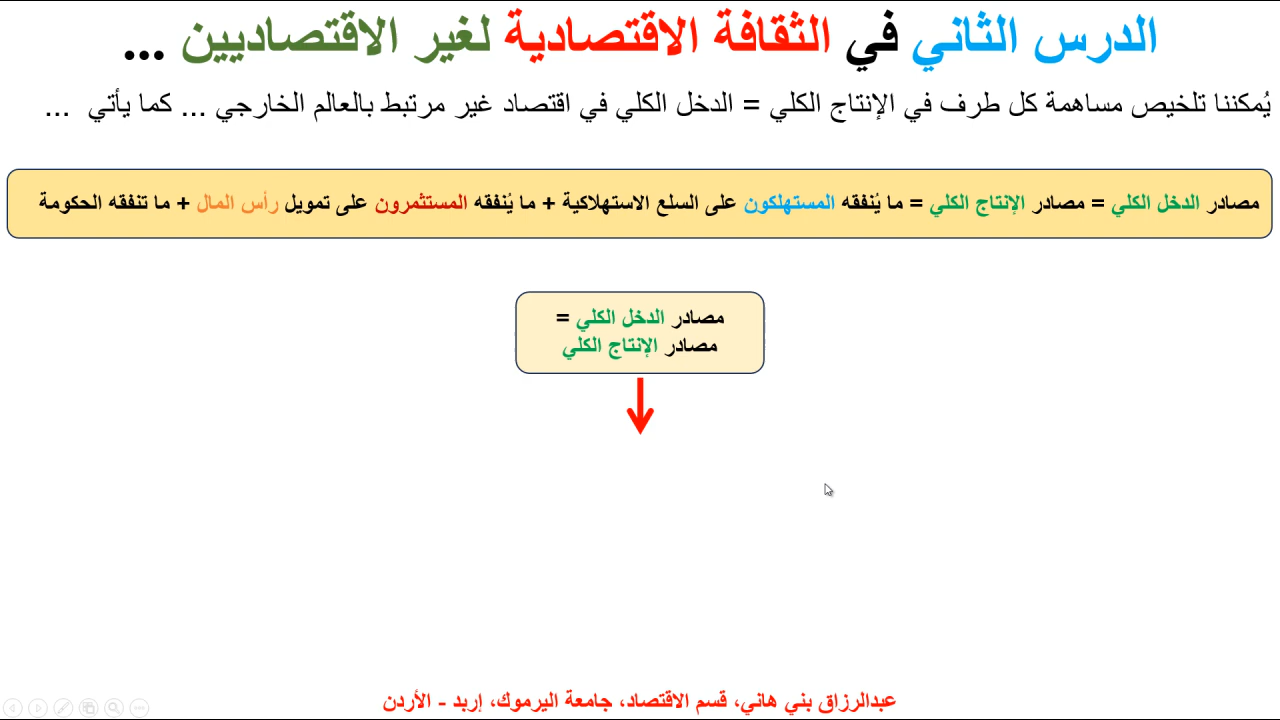 الدرس الثاني في الثقافة الاقتصادية لغير الاقتصاديين ...
يُمكننا تلخيص مساهمة كل طرف في الإنتاج الكلي = الدخل الكلي في اقتصاد غير مرتبط بالعالم الخارجي ... كما يأتي ...
مصادر الدخل الكلي = مصادر الإنتاج الكلي = ما يُنفقه المستهلكون على السلع الاستهلاكية + ما يُنفقه المستثمرون على تمويل رأس المال + ما تنفقه الحكومة
مصادر الدخل الكلي =
مصادر الإنتاج الكلي
عبدالرزاق بني هاني، قسم الاقتصاد، جامعة اليرموك، إربد - الأردن